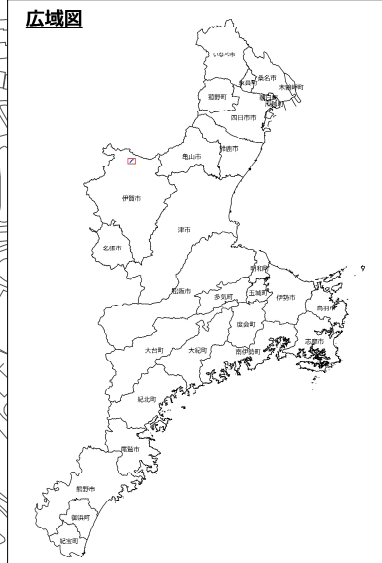 広域図
いなべ市
桑名市
東員町
木曽岬町
菰野町
朝日町
川越町
四日市市
鈴鹿市
亀山市
伊賀市
津市
名張市
明和町
松阪市
多気町
玉城町
伊勢市
鳥羽市
度会町
志摩市
大台町
大紀町
南伊勢町
紀北町
尾鷲市
熊野市
御浜町
紀宝町